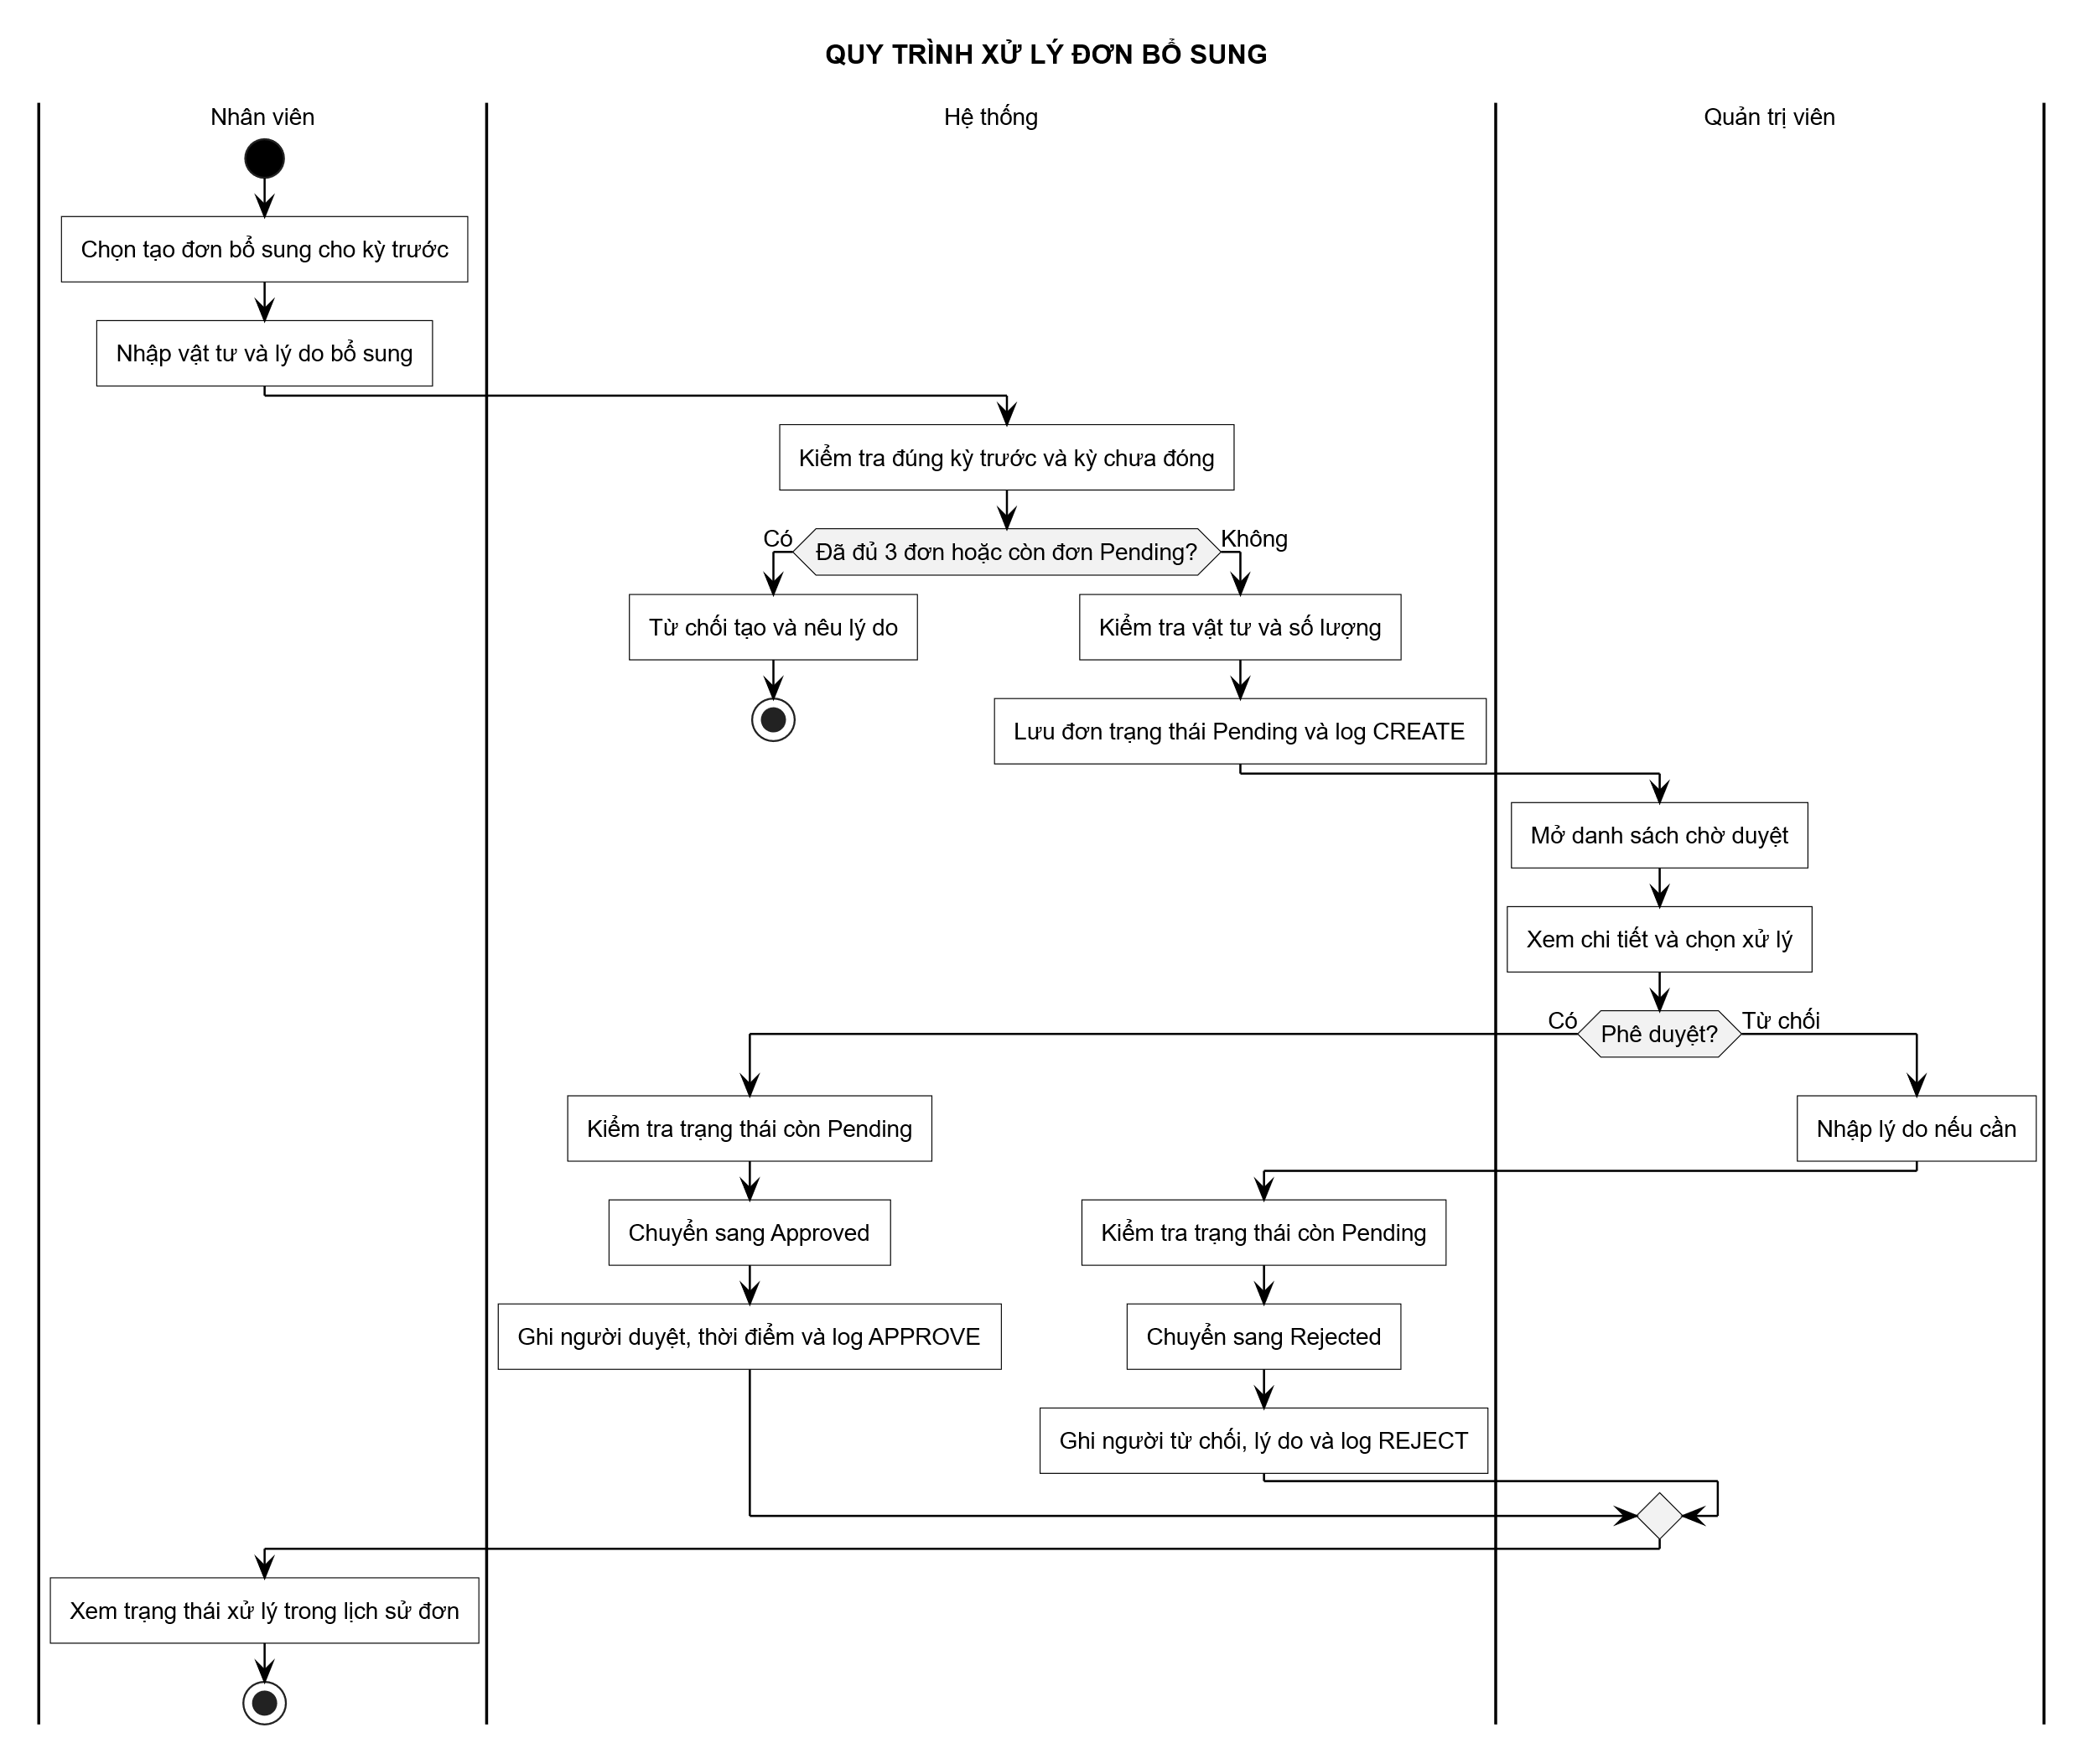 QUY TRÌNH XỬ LÝ ĐƠN BỔ SUNG
Nhân viên
Hệ thống
Quản trị viên
Chọn tạo đơn bổ sung cho kỳ trước
Nhập vật tư và lý do bổ sung
Kiểm tra đúng kỳ trước và kỳ chưa đóng
Có
Đã đủ 3 đơn hoặc còn đơn Pending?
Không
Từ chối tạo và nêu lý do
Kiểm tra vật tư và số lượng
Lưu đơn trạng thái Pending và log CREATE
Mở danh sách chờ duyệt
Xem chi tiết và chọn xử lý
Có
Phê duyệt?
Từ chối
Kiểm tra trạng thái còn Pending
Nhập lý do nếu cần
Chuyển sang Approved
Kiểm tra trạng thái còn Pending
Ghi người duyệt, thời điểm và log APPROVE
Chuyển sang Rejected
Ghi người từ chối, lý do và log REJECT
Xem trạng thái xử lý trong lịch sử đơn